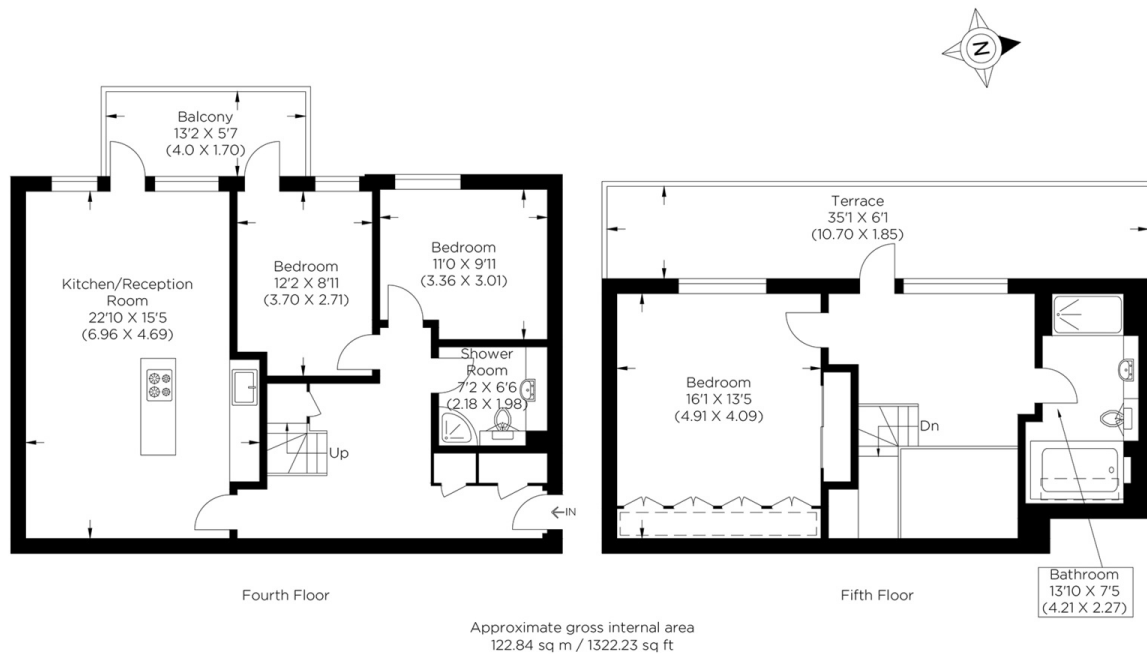 N
Balcony
13'2 X 5'7
(4.0 X 1.70)
Kitchen/Reception
Room
22'10 X 15'5
(6.96 X 4.69)
Bedroom
12'2 X 8'11
(3.70 X 2.71)
Bedroom
11'0 X 9'11
(3.36 X 3.01)
Shower
Room
7'2 X 6'6
(2.18 X 1.98)
Up
IN
Fourth Floor
Terrace
35'1 X 6'1
(10.70 X 1.85)
Bedroom
16'1 X 13'5
(4.91 X 4.09)
Dn
Bathroom
13'10 X 7'5
(4.21 X 2.27)
Fifth Floor
Approximate gross internal area
122.84 sq m / 1322.23 sq ft